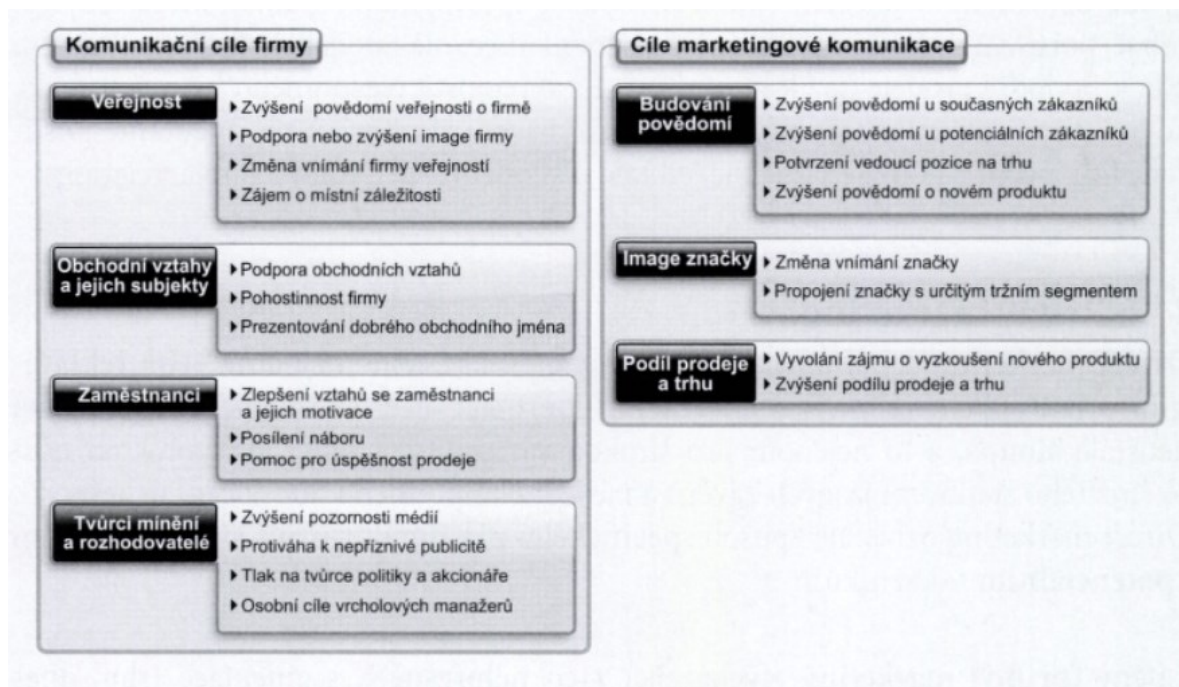 Komunikační cíle firmy
Veřejnost
Zvýšení povědomí veřejnosti o firmě
Podpora nebo zvýšení image firmy
Změna vnímání firmy veřejností
Zájem o místní záležitosti
Obchodní vztahy
a jejich subjekty
Podpora obchodních vztahů
Pohostinnost firmy
Prezentování dobrého obchodního jména
Zaměstnanci
Zlepšení vztahů se zaměstnanci
a jejich motivace
Posílení náboru
Pomoc pro úspěšnost prodeje
Tvůrci mínění
a rozhodovatelé
Zvýšení pozornosti médií
Protiváha k nepříznivé publicitě
Tlak na tvůrce politiky a akcionáře
Osobní cíle vrcholových manažerů
Cíle marketingové komunikace
Budování
povědomí
Zvýšení povědomí u současných zákazníků
Zvýšení povědomí u potenciálních zákazníků
Potvrzení vedoucí pozice na trhu
Zvýšení povědomí o novém produktu
Image značky
Změna vnímání značky
Propojení značky s určitým tržním segmentem
Podíl prodeje
a trhu
Vyvolání zájmu o vyzkoušení nového produktu
Zvýšení podílu prodeje a trhu